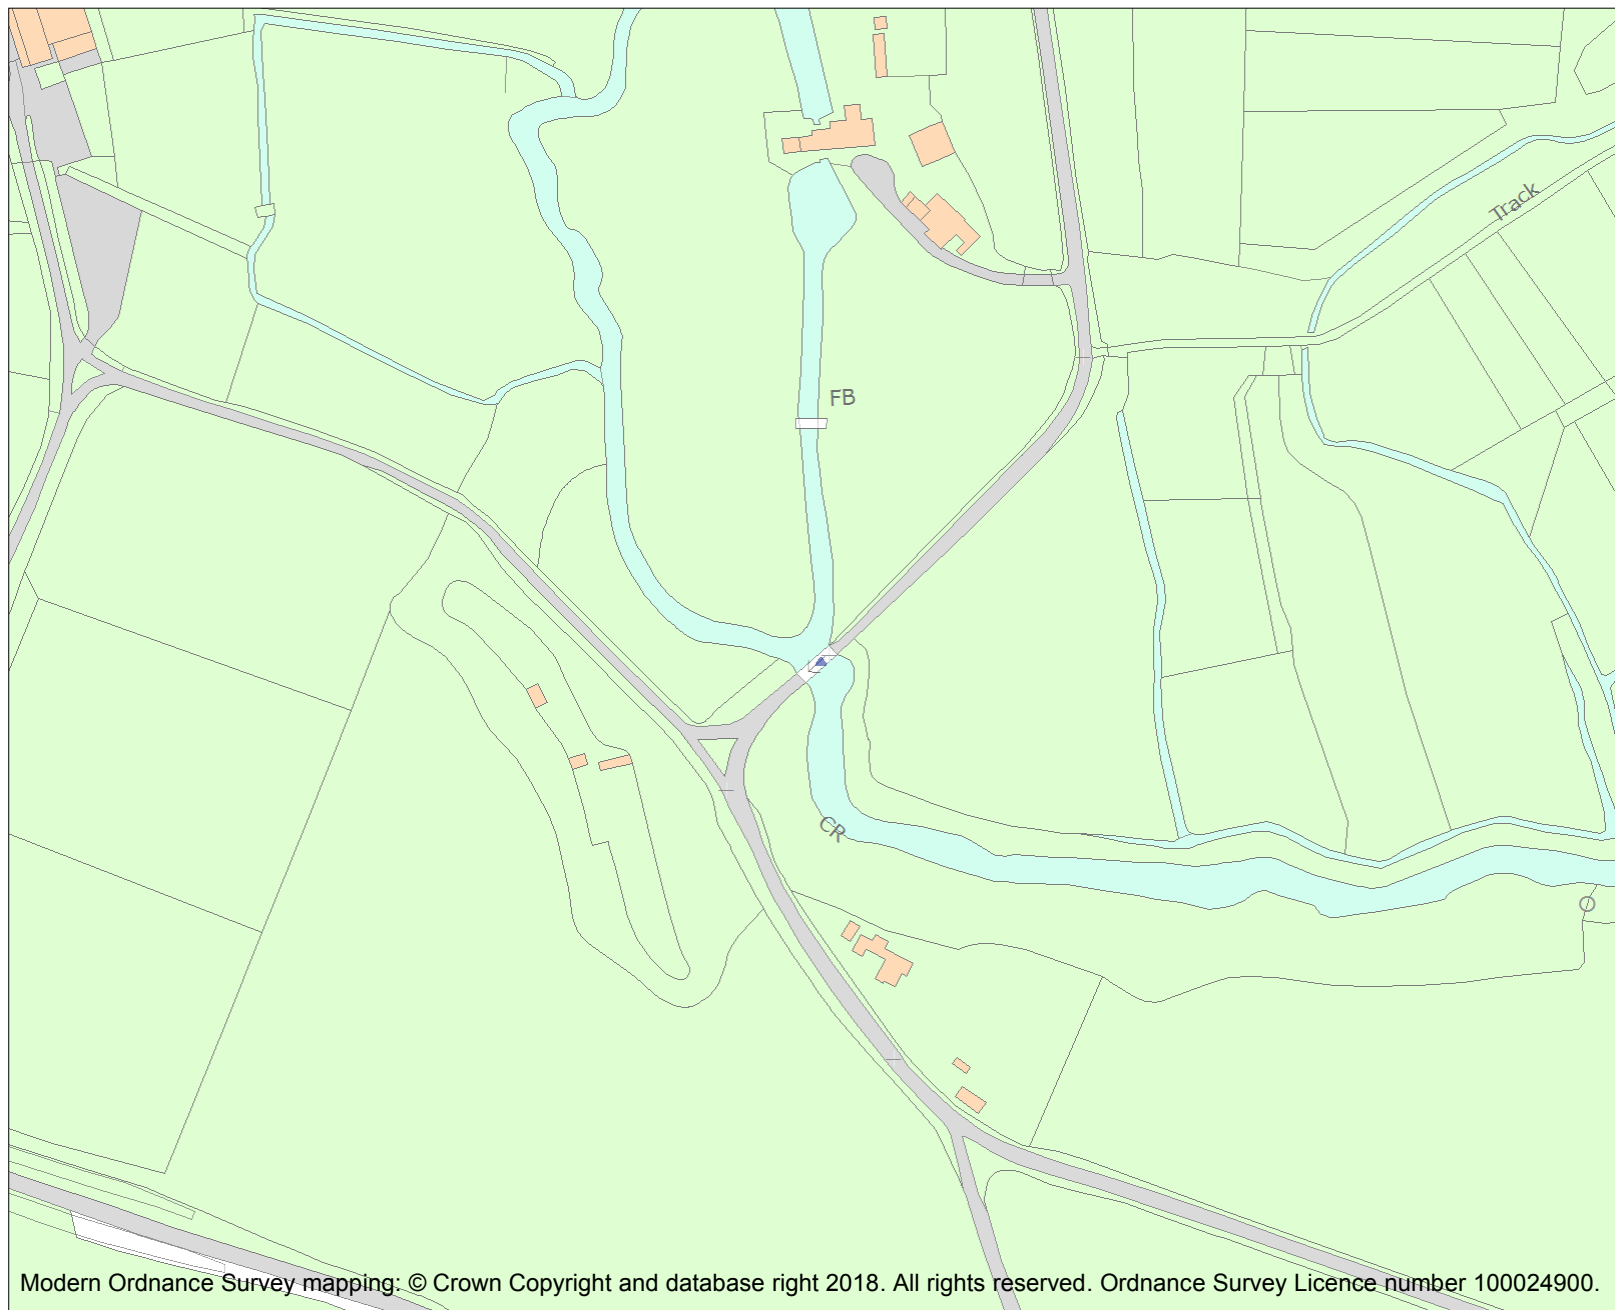 Track
FB
CR
Modern Ordnance Survey mapping: © Crown Copyright and database right 2018. All rights reserved. Ordnance Survey Licence number 100024900.